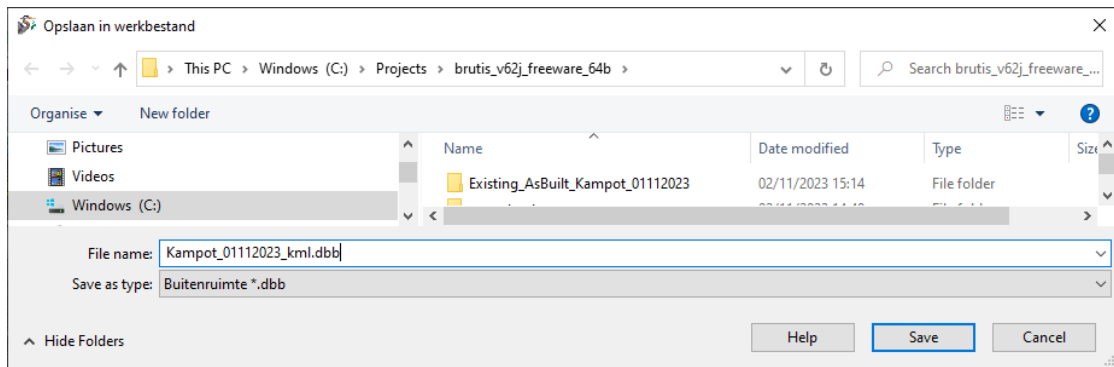 Opslaan in werkbestand
This PC > Windows (C:) > Projects > brutis_v62j_freeware_64b >
Search brutis_v62j_freeware_...
Organise New folder
Pictures
Videos
Windows (C:)
Name Date modified Type Size
Existing_AsBuilt_Kampot_01112023 02/11/2023 15:14 File folder
File name: Kampot_01112023_kml.dbb
Save as type: Buitenruimte *.dbb
Hide Folders
Help Save Cancel